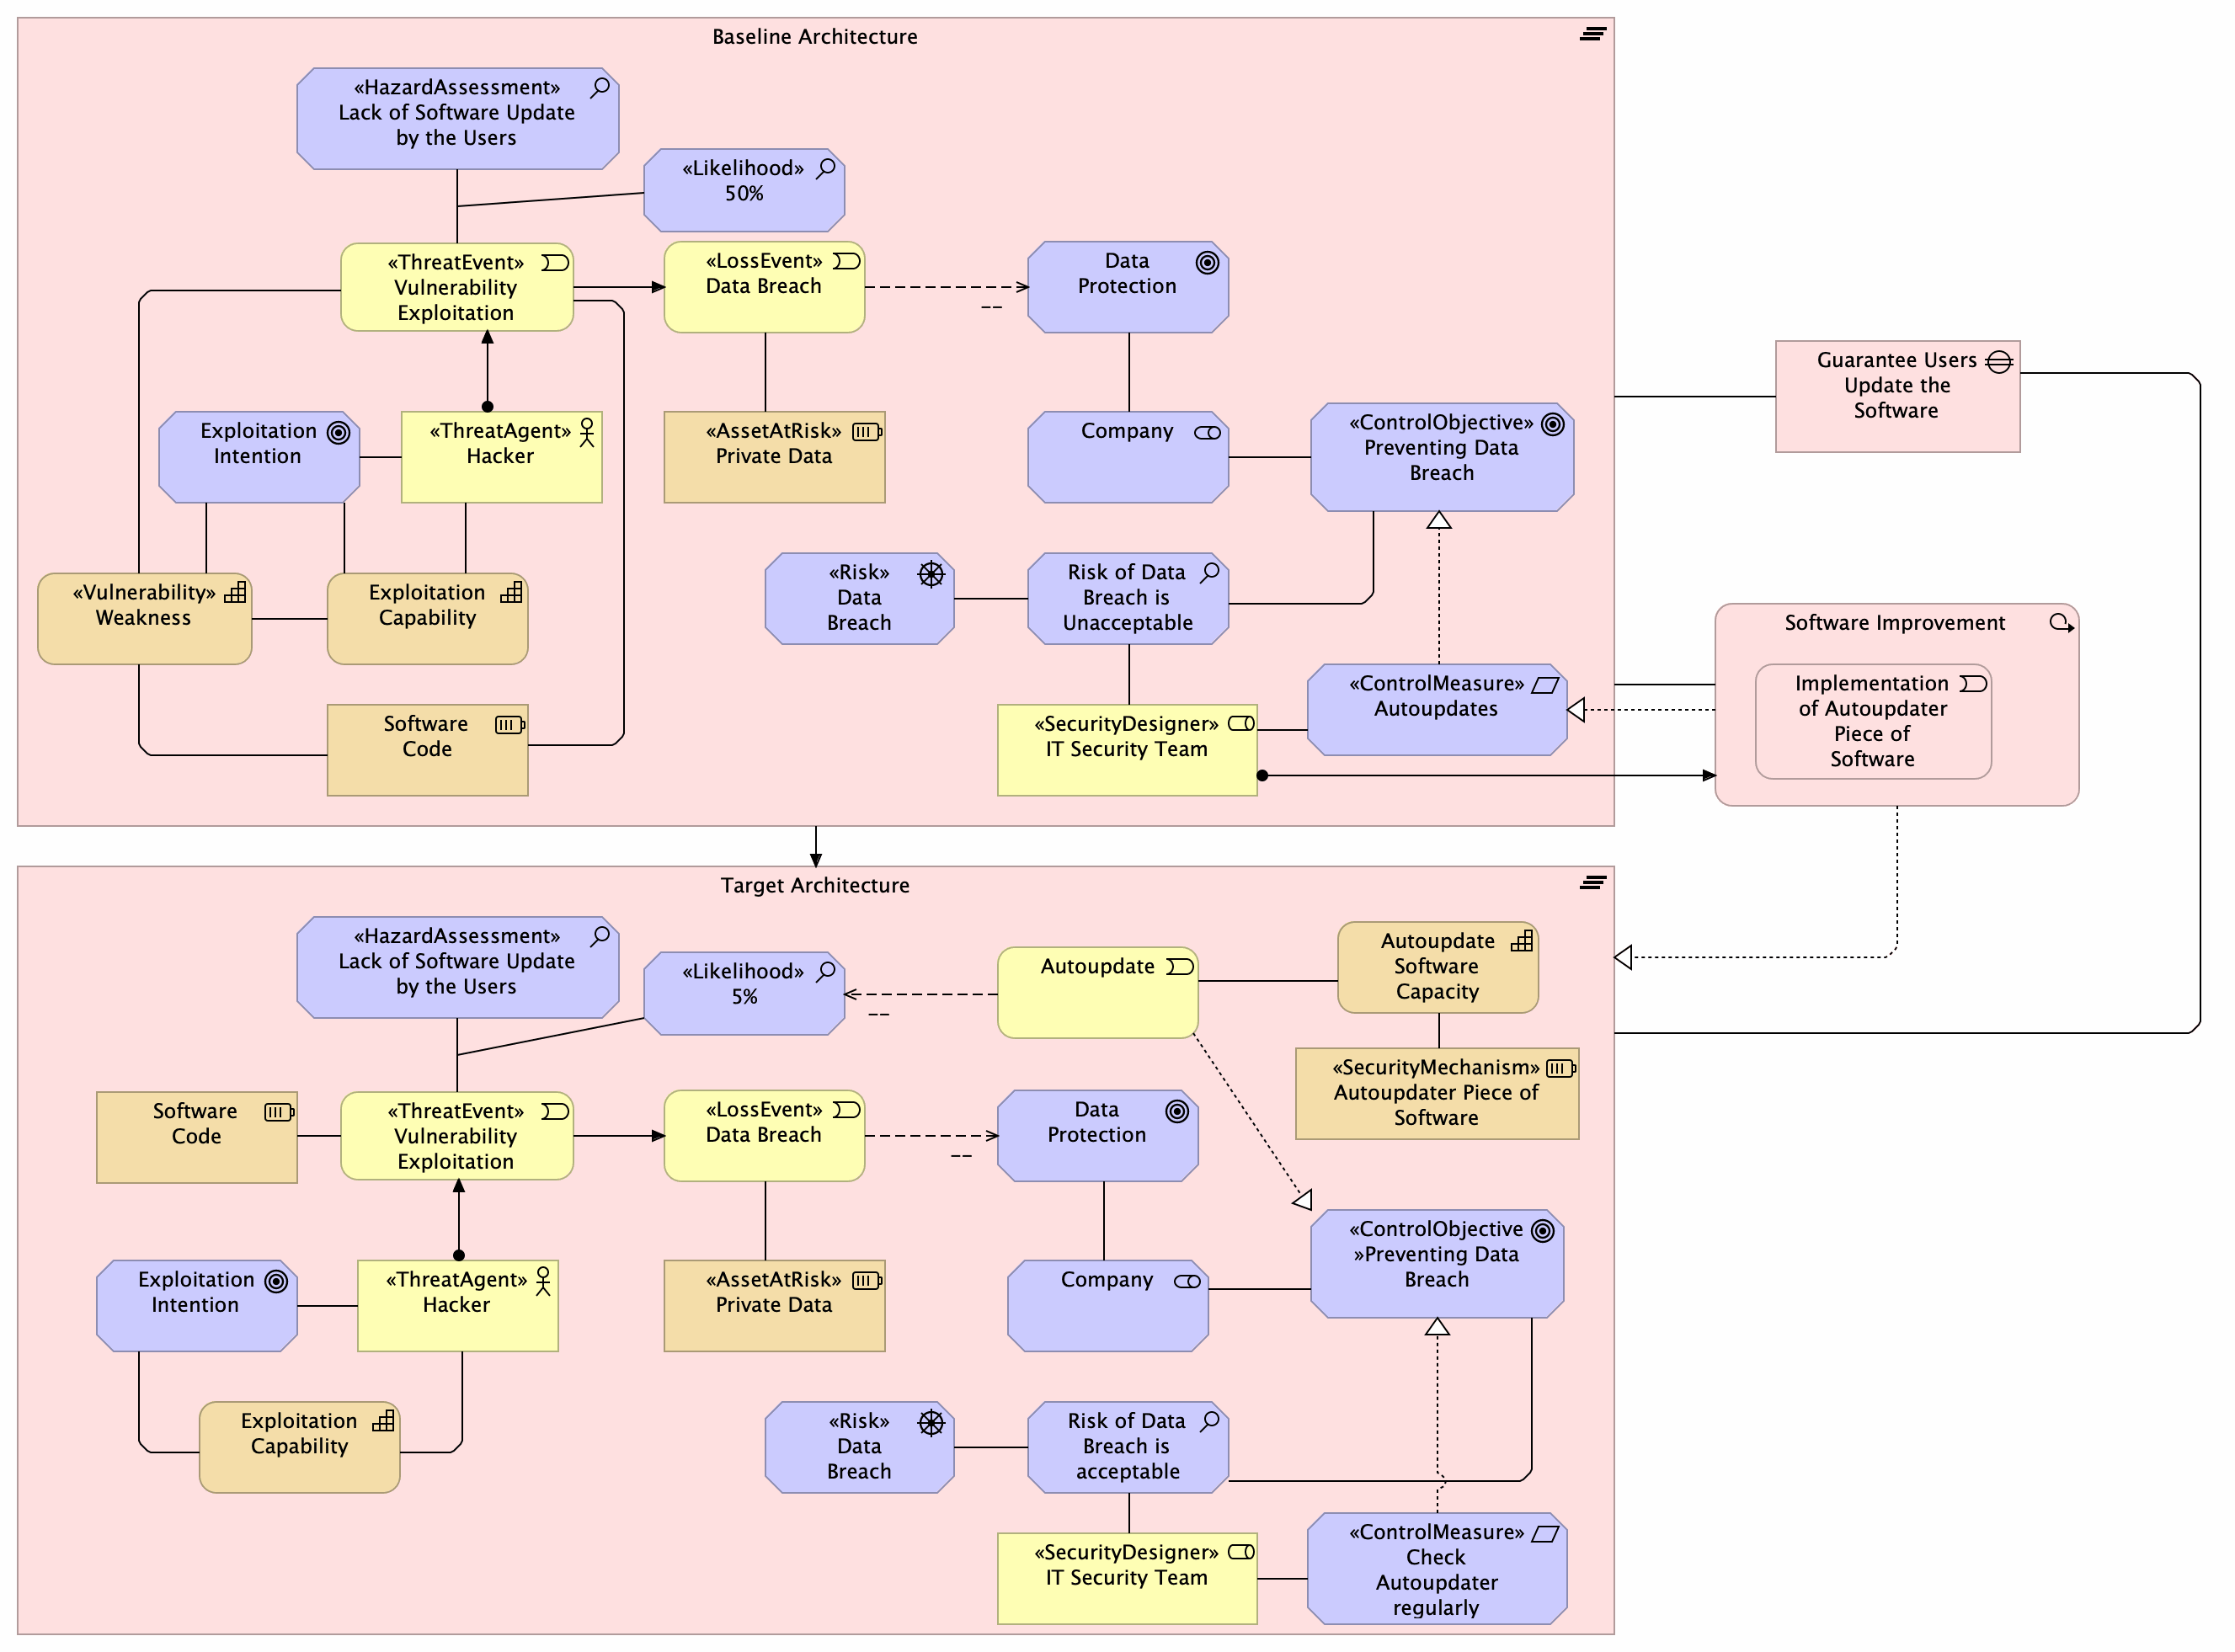 Baseline Architecture
«HazardAssessment»
Lack of Software Update
by the Users
«Likelihood»
50%
«ThreatEvent»
Vulnerability
Exploitation
«LossEvent»
Data Breach
--
Data
Protection
Exploitation
Intention
«ThreatAgent»
Hacker
«AssetAtRisk»
Private Data
Company
«ControlObjective»
Preventing Data
Breach
«Vulnerability»
Weakness
Exploitation
Capability
«Risk»
Data
Breach
Risk of Data
Breach is
Unacceptable
Software
Code
«SecurityDesigner»
IT Security Team
«ControlMeasure»
Autoupdates
Guarantee Users
Update the
Software
Software Improvement
Implementation
of Autoupdater
Piece of
Software
Target Architecture
«HazardAssessment»
Lack of Software Update
by the Users
«Likelihood»
5%
--
Autoupdate
Autoupdate
Software
Capacity
«SecurityMechanism»
Autoupdater Piece of
Software
Software
Code
«ThreatEvent»
Vulnerability
Exploitation
«LossEvent»
Data Breach
--
Data
Protection
Exploitation
Intention
«ThreatAgent»
Hacker
«AssetAtRisk»
Private Data
Company
«ControlObjective
»Preventing Data
Breach
Exploitation
Capability
«Risk»
Data
Breach
Risk of Data
Breach is
acceptable
«SecurityDesigner»
IT Security Team
«ControlMeasure»
Check
Autoupdater
regularly